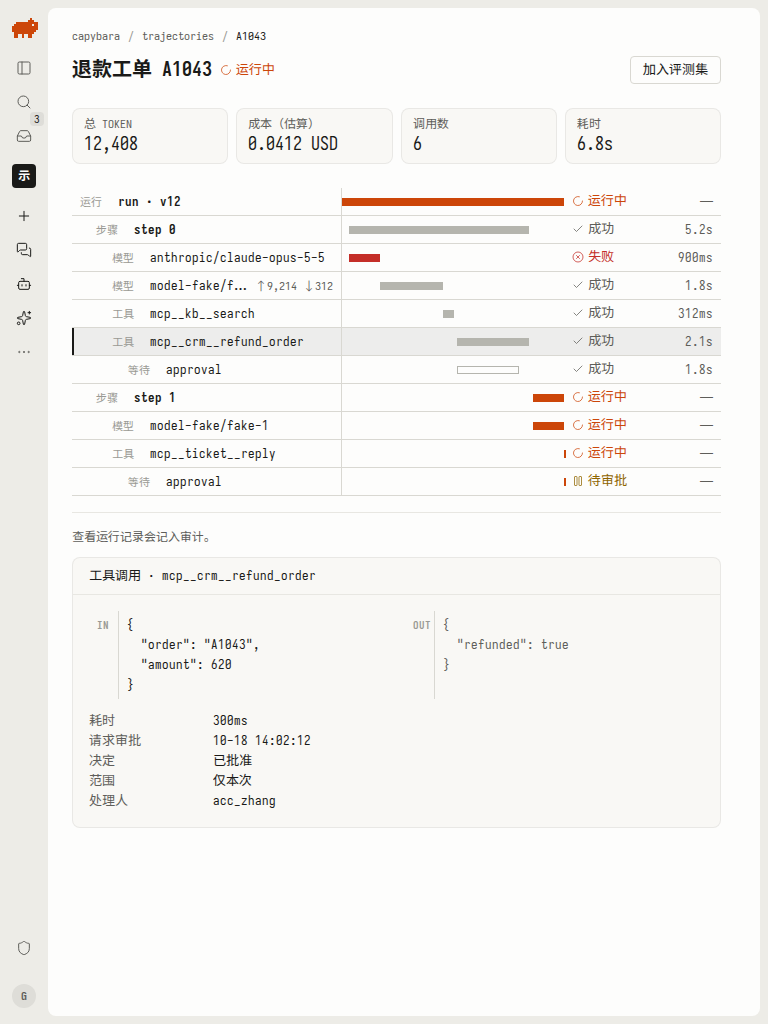 capybara / trajectories / A1043
退款工单 A1043 运行中 加入评测集
3
总 TOKEN 成本（估算） 调用数 耗时
12,408 0.0412 USD 6 6.8s
示
运行 run · v12 运行中 —
步骤 step 0 成功 5.2s
模型 anthropic/claude-opus-5-5 失败 900ms
模型 model-fake/f... ↑9,214 ↓312 成功 1.8s
工具 mcp__kb__search 成功 312ms
工具 mcp__crm__refund_order 成功 2.1s
等待 approval 成功 1.8s
步骤 step 1 运行中 —
模型 model-fake/fake-1 运行中 —
工具 mcp__ticket__reply 运行中 —
等待 approval 待审批 —
查看运行记录会记入审计。
工具调用 · mcp__crm__refund_order
IN {
"order": "A1043",
"amount": 620
}
OUT {
"refunded": true
}
耗时 300ms
请求审批 10-18 14:02:12
决定 已批准
范围 仅本次
处理人 acc_zhang
G